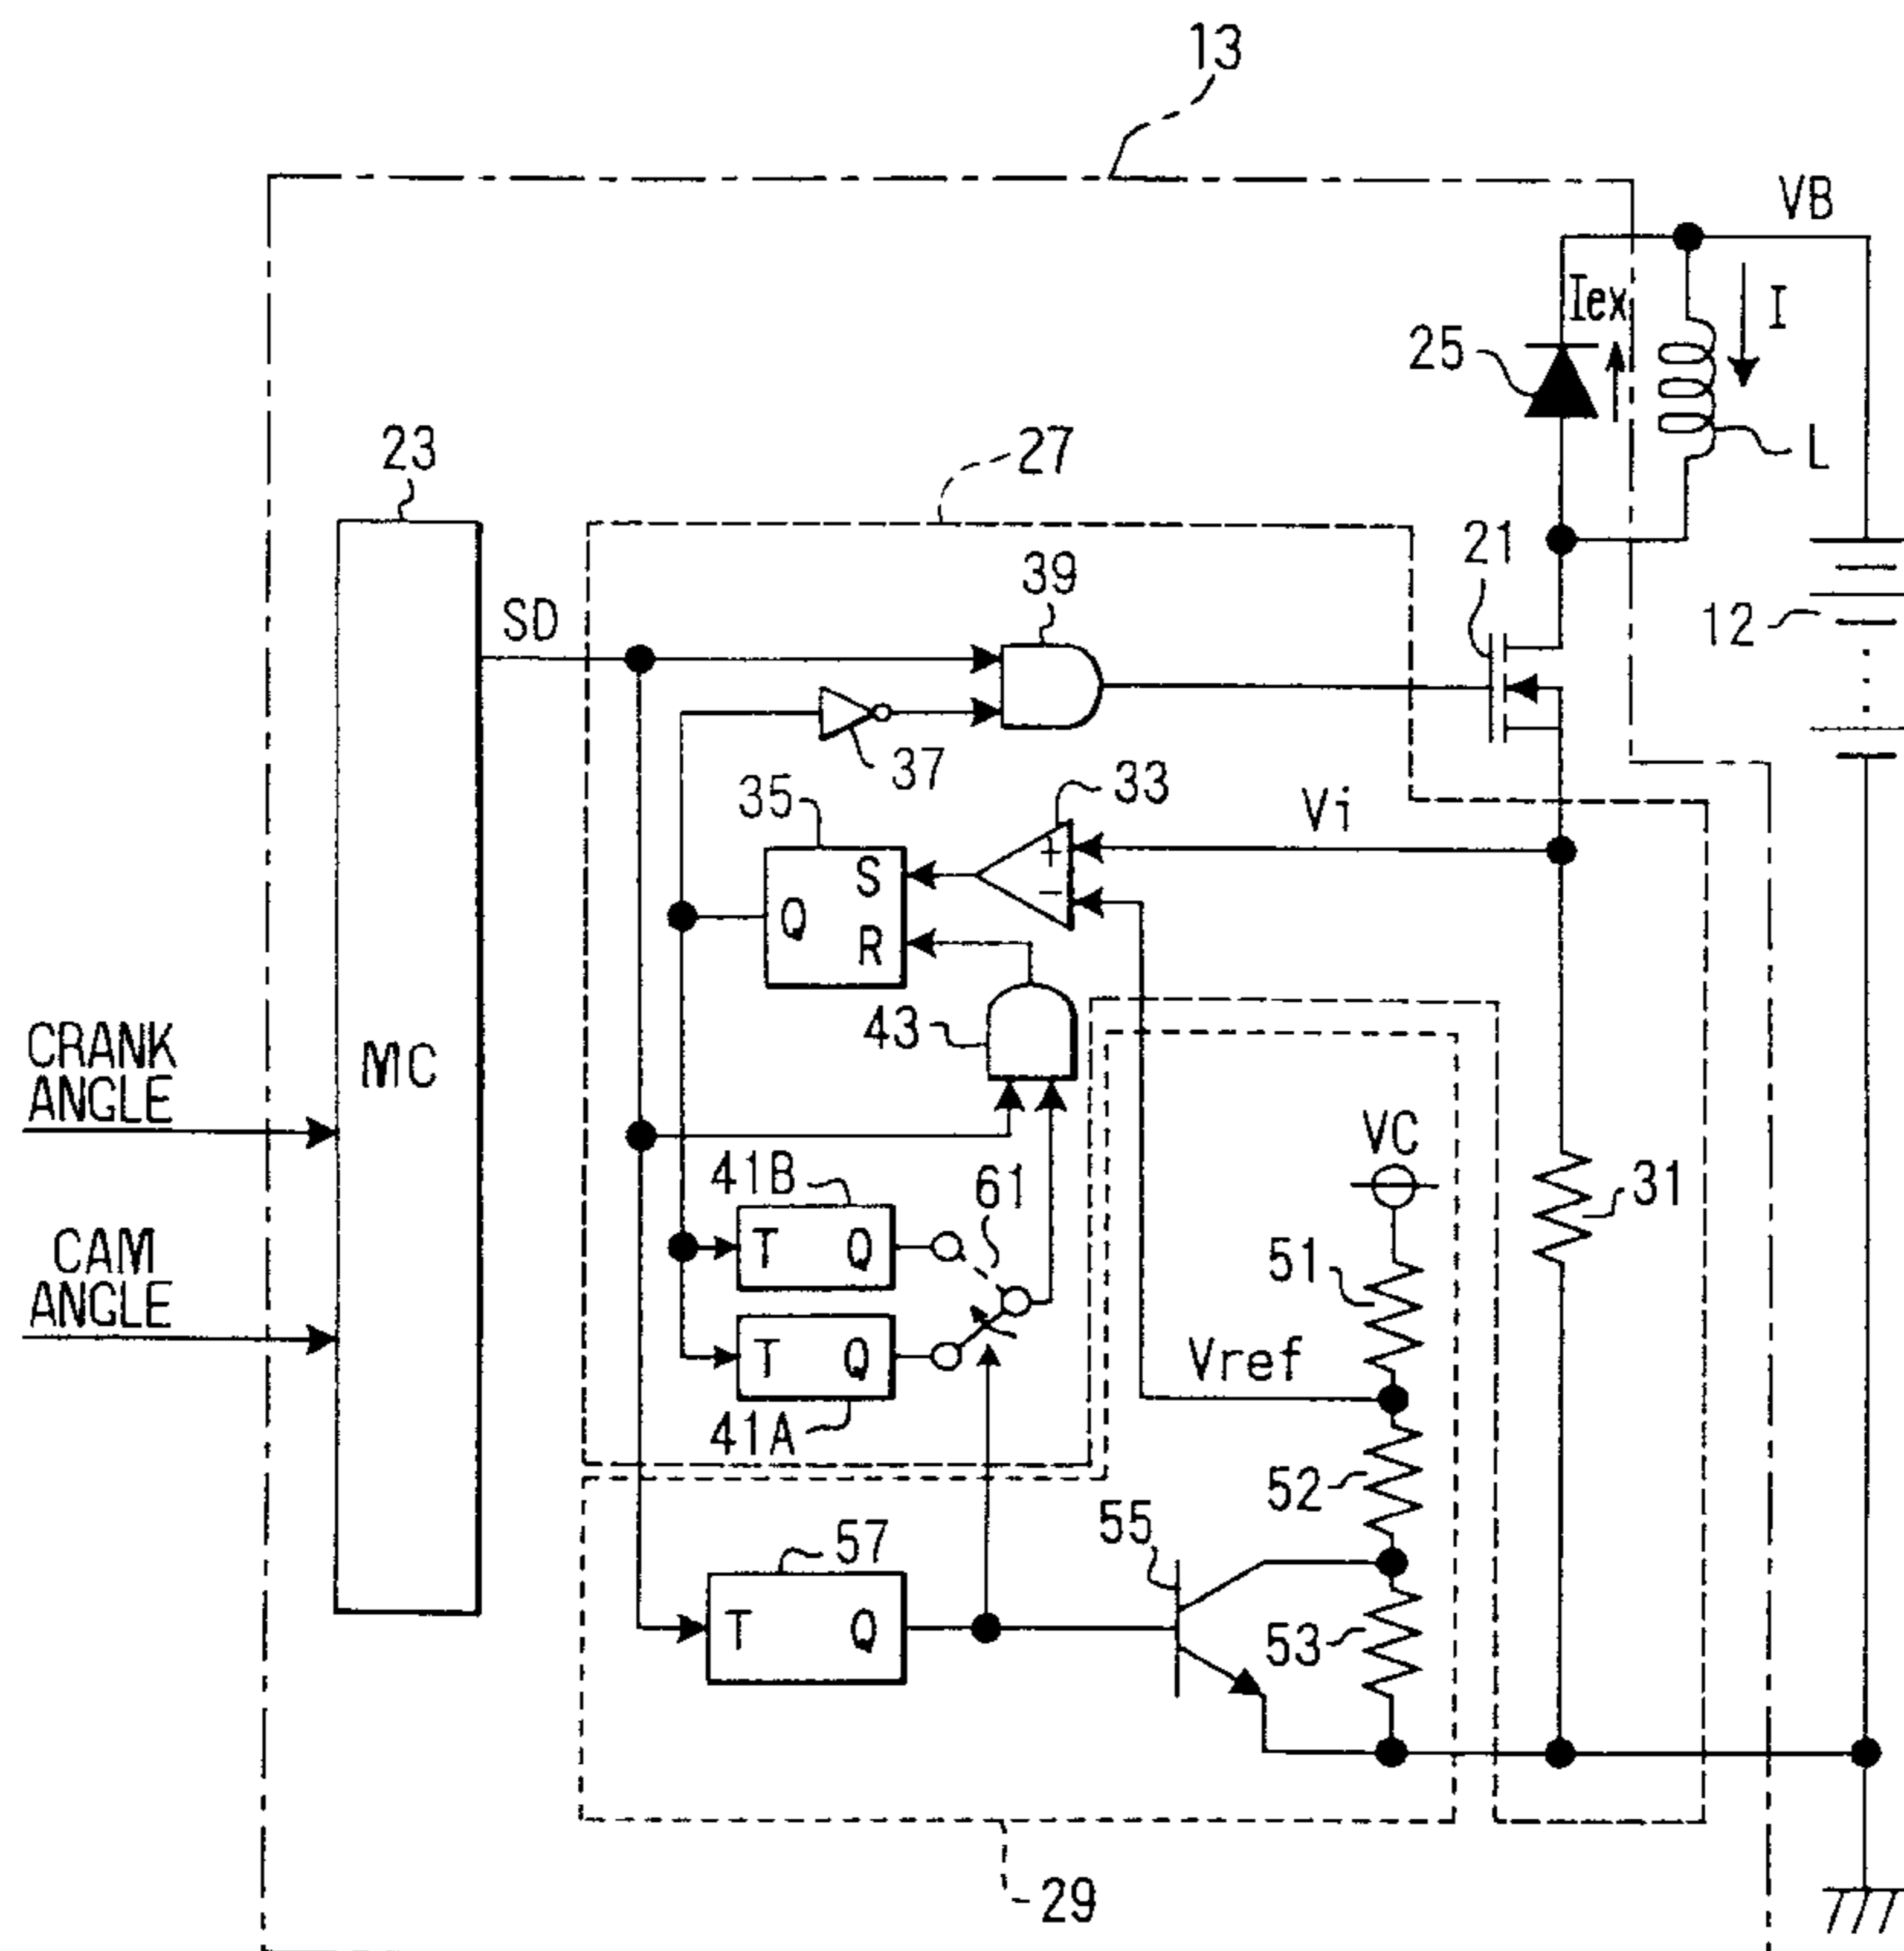 13
VB
Iex
I
25
L
23
27
21
39
SD
12
37
35
33
Vi
+
−
S
Q
R
43
CRANK
ANGLE
MC
VC
41B
61
31
T Q
51
CAM
ANGLE
T Q
Vref
41A
52
55
57
T Q
53
29